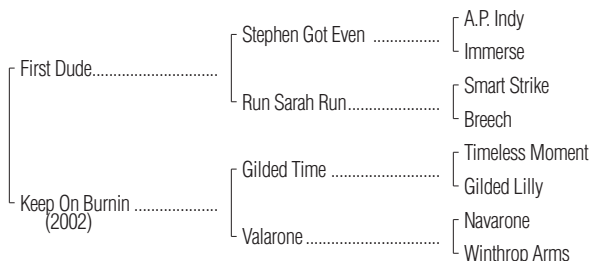 A.P. Indy
Stephen Got Even ................
Immerse
First Dude..............................
Smart Strike
Run Sarah Run......................
Breech
Timeless Moment
Gilded Time ..........................
Gilded Lilly
Keep On Burnin ....................
(2002)
Navarone
Valarone................................
Winthrop Arms